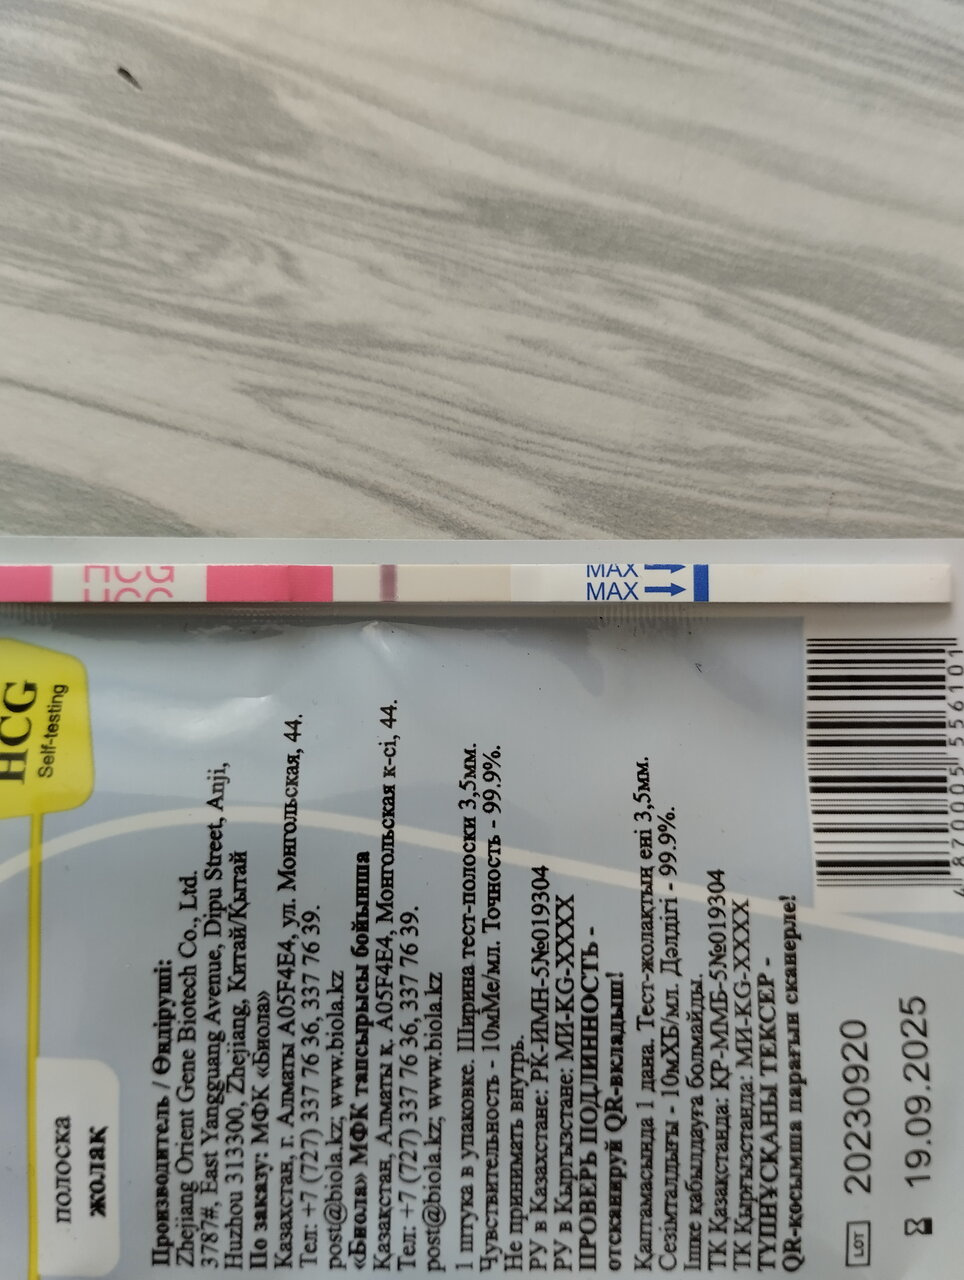 HCG
HCG
MAX
MAX
HCG
Self-testing
полоска
жолақ
Производитель / Өндіруші:
Zhejiang Orient Gene Biotech Co., Ltd.
3787#, East Yangguang Avenue, Dipu Street, Anji,
Huzhou 313300, Zhejiang, Китай/Қытай
По заказу: МФК «Биола»
Казахстан, г. Алматы A05F4E4, ул. Монгольская, 44.
Тел: +7 (727) 337 76 36, 337 76 39.
post@biola.kz; www.biola.kz
«Биола» МФК тапсырысы бойынша
Қазақстан, Алматы қ, A05F4E4, Монгольская к-сі, 44.
Тел: +7 (727) 337 76 36, 337 76 39.
post@biola.kz; www.biola.kz
1 штука в упаковке. Ширина тест-полоски 3,5мм.
Чувствительность - 10мМе/мл. Точность - 99.9%.
Не принимать внутрь.
РУ в Казахстане: РК-ИМН-5№019304
РУ в Кыргызстане: МИ-KG-XXXX
ПРОВЕРЬ ПОДЛИННОСТЬ -
отсканируй QR-вкладыш!
Қаптамасында 1 дана. Тест-жолақтың ені 3,5мм.
Сезімталдығы - 10мХБ/мл. Дәлдігі - 99.9%.
Ішке қабылдауға болмайды.
ТК Қазақстанда: ҚР-ММБ-5№019304
ТК Қырғызстанда: МИ-KG-XXXX
ТҮПНҰСҚАНЫ ТЕКСЕР -
QR-қосымша парағын сканерле!
LOT 20230920
19.09.2025
4 870005 556101